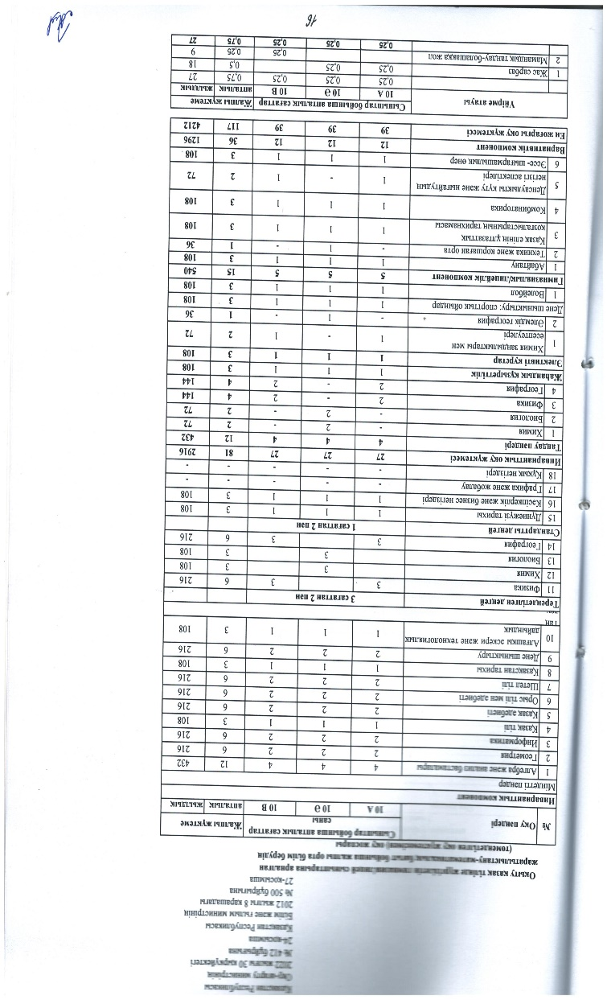 Қазақстан Республикасы
Оқу-ағарту министрінің
2022 жылғы 30 қыркүйектегі
№ 412 бұйрығына
24-қосымша
Қазақстан Республикасы
Білім және ғылым министрінің
2012 жылғы 8 қарашадағы
№ 500 бұйрығына
27-қосымша
Оқыту қазақ тілінде жүргізілетін гимназия/лицей сыныптарына арналған
жаратылыстану-математикалық бағыт бойынша жалпы орта білім берудің
(төмендетілген оқу жүктемесімен) оқу жоспары
№ Оқу пәндері Сыныптар бойынша апталық сағаттар саны Жалпы жүктеме
10 А 10 Ә 10 В апталық жылдық
Инварианттық компонент
Міндетті пәндер
1 Алгебра және анализ бастамалары 4 4 4 12 432
2 Геометрия 2 2 2 6 216
3 Информатика 2 2 2 6 216
4 Қазақ тілі 1 1 1 3 108
5 Қазақ әдебиеті 2 2 2 6 216
6 Орыс тілі мен әдебиеті 2 2 2 6 216
7 Шетел тілі 2 2 2 6 216
8 Қазақстан тарихы 1 1 1 3 108
9 Дене шынықтыру 2 2 2 6 216
10 Алғашқы әскери және технологиялық дайындық 1 1 1 3 108
Тереңдетілген деңгей 3 сағаттан 2 пән
11 Физика 3 3 6 216
12 Химия 3 3 108
13 Биология 3 3 108
14 География 3 3 6 216
Стандартты деңгей 1 сағаттан 2 пән
15 Дүниежүзі тарихы 1 1 1 3 108
16 Кәсіпкерлік және бизнес негіздері 1 1 1 3 108
17 Графика және жобалау - - - - -
18 Құқық негіздері - - - - -
Инварианттық оқу жүктемесі 27 27 27 81 2916
Таңдау пәндері 4 4 4 12 432
1 Химия - 2 - 2 72
2 Биология - 2 - 2 72
3 Физика 2 - 2 4 144
4 География 2 - 2 4 144
Жаһандық құзыреттілік 1 1 1 3 108
Элективті курстар 1 1 1 3 108
1 Химия заңдылықтары мен есептеулері 1 - 1 2 72
2 Әлемдік география - 1 - 1 36
Дене шынықтыру: спорттық ойындар 1 1 1 3 108
1 Волейбол 1 1 1 3 108
Гимназиялық/лицейлік компонент 5 5 5 15 540
1 Абайтану 1 1 1 3 108
2 Техника және қоршаған орта - 1 - 1 36
3 Қазақ елінің ұлтазаттық қозғалыстарының тарихнамасы 1 1 1 3 108
4 Комбинаторика 1 1 1 3 108
5 Денсаулықты күту және нығайтудың негізгі аспектілері 1 - 1 2 72
6 Эссе- шығармашылық өнер 1 1 1 3 108
Вариативтік компонент 12 12 12 36 1296
Ең жоғарғы оқу жүктемесі 39 39 39 117 4212
Үйірме атауы Сыныптар бойынша апталық сағаттар Жалпы жүктеме
10 А 10 Ә 10 В апталық жылдық
0,25 0,25 0,25 0,75 27
1 Жас сарбаз 0,25 0,25 0,5 18
2 Мамандық таңдау-болашаққа жол 0,25 0,25 9
0,25 0,25 0,25 0,75 27
16